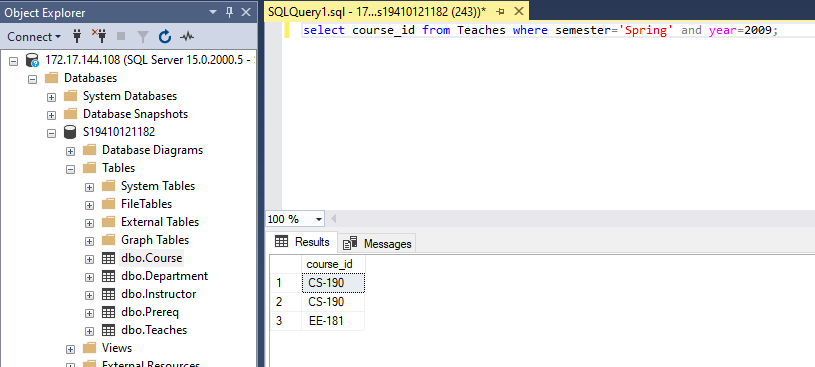 Object Explorer
Connect
172.17.144.108 (SQL Server 15.0.2000.5 -
Databases
System Databases
Database Snapshots
S19410121182
Database Diagrams
Tables
System Tables
FileTables
External Tables
Graph Tables
dbo.Course
dbo.Department
dbo.Instructor
dbo.Prereq
dbo.Teaches
Views
External Resources
SQLQuery1.sql - 17...s19410121182 (243))*
select course_id from Teaches where semester='Spring' and year=2009;
100 %
Results
Messages
course_id
1 CS-190
2 CS-190
3 EE-181